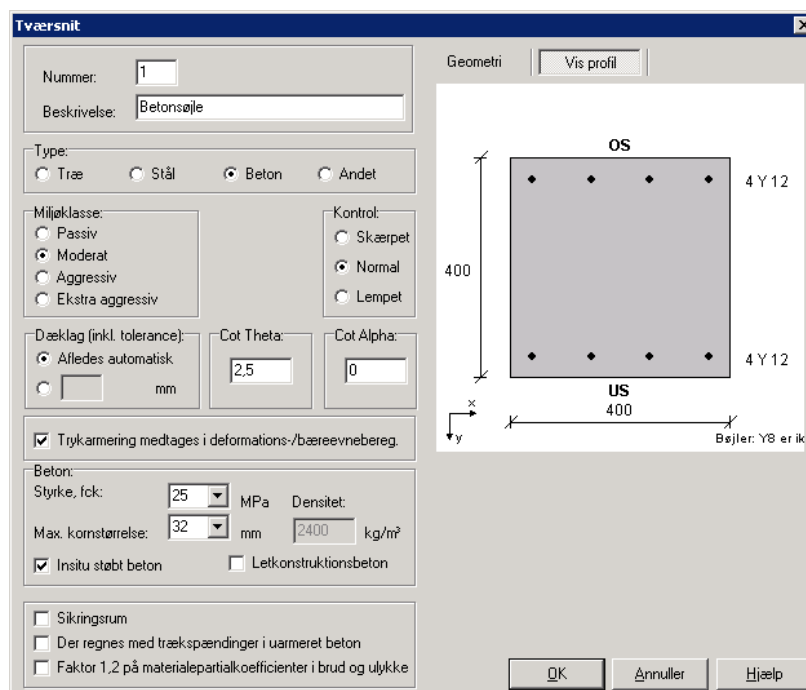 Tværsnit
Nummer: 1
Beskrivelse: Betonsøjle
Type:
Træ Stål Beton Andet
Miljøklasse:
Passiv
Moderat
Aggressiv
Ekstra aggressiv
Kontrol:
Skærpet
Normal
Lempet
Dæklag (inkl. tolerance):
Afledes automatisk
mm
Cot Theta:
2,5
Cot Alpha:
0
Trykarmering medtages i deformations-/bæreevnebereg.
Beton:
Styrke, fck: 25 MPa
Densitet:
Max. kornstørrelse: 32 mm
2400 kg/m³
Insitu støbt beton
Letkonstruktionsbeton
Sikringsrum
Der regnes med trækspændinger i uarmeret beton
Faktor 1,2 på materialepartialkoefficienter i brud og ulykke
Geometri
Vis profil
OS
4 Y 12
400
4 Y 12
US
400
x
y
Bøjler: Y8 er ik
OK
Annuller
Hjælp